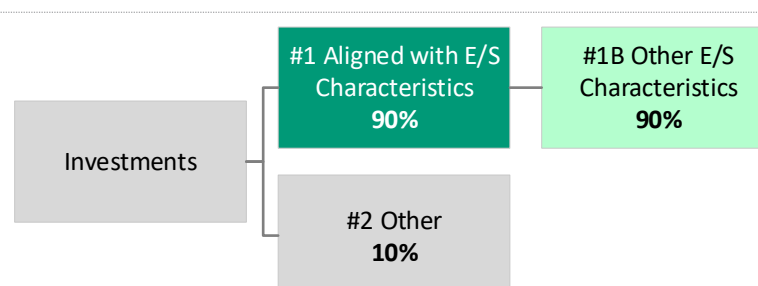 #1 Aligned with E/S
Characteristics
90%
#1B Other E/S
Characteristics
90%
Investments
#2 Other
10%